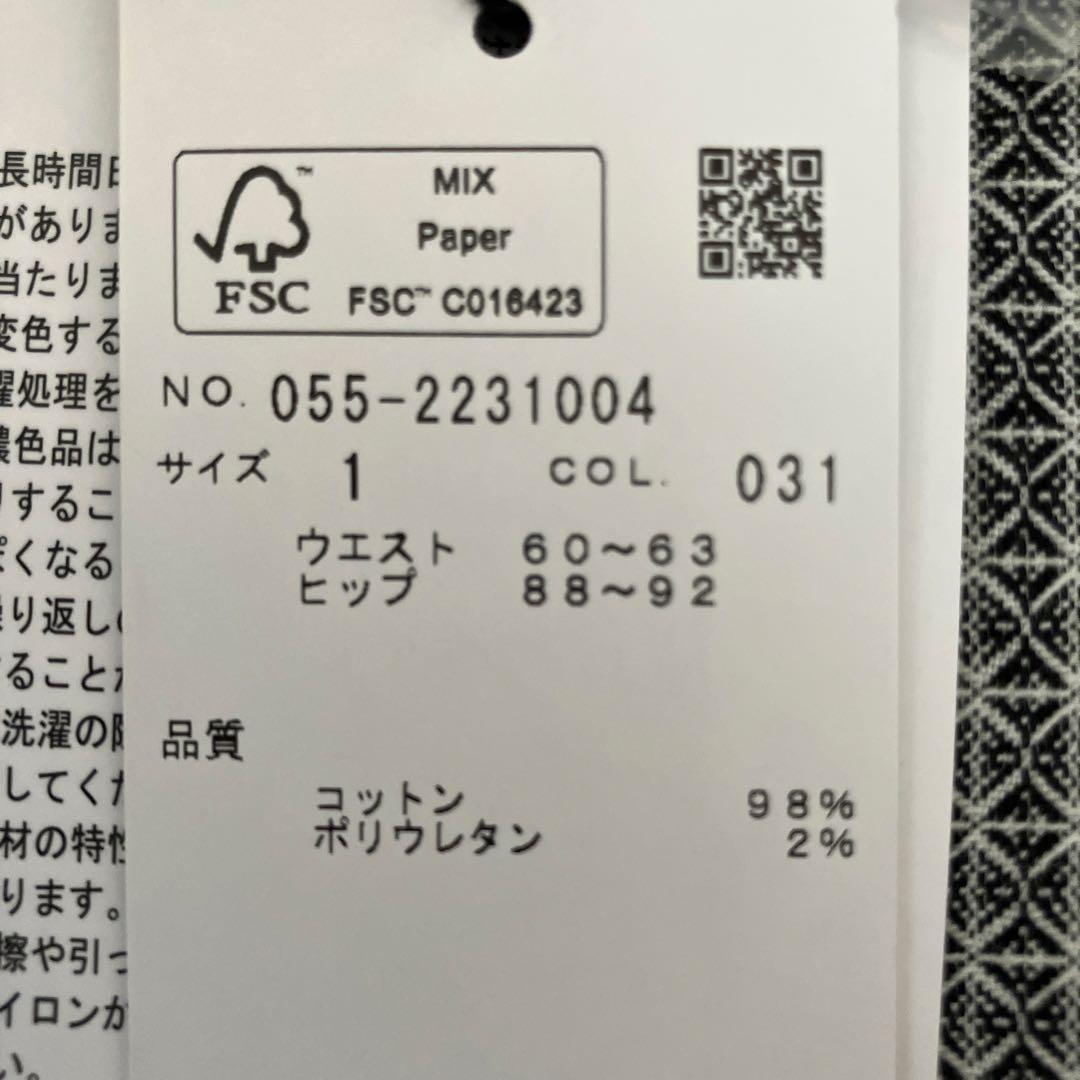 MIX
Paper
FSC™ C016423
FSC ™
NO. 055-2231004
サイズ 1 COL. 031
ウエスト 60～63
ヒップ 88～92
品質
コットン 98%
ポリウレタン 2%
長時間
がありま
当たりま
変色する
濯処理を
濃色品は
りするこ
ぽくなる
繰り返し
ることが
洗濯の際
してくだ
材の特性
ります。
擦や引っ
イロンが
い。